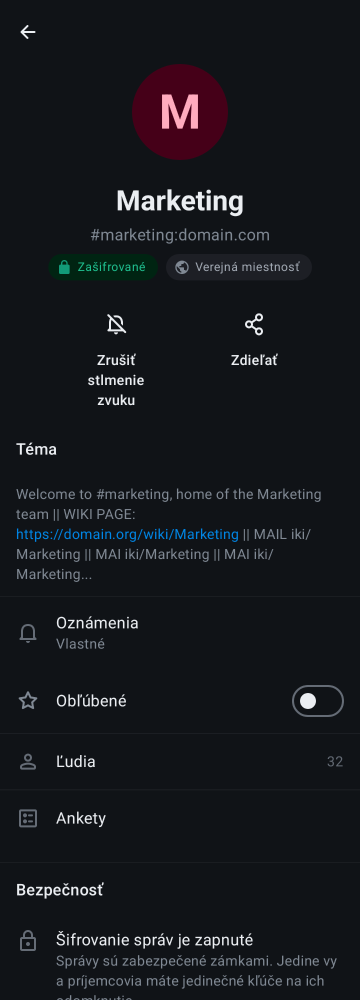 M
Marketing
#marketing:domain.com
Zašifrované
Verejná miestnosť
Zrušiť
stlmenie
zvuku
Zdieľať
Téma
Welcome to #marketing, home of the Marketing
team || WIKI PAGE:
https://domain.org/wiki/Marketing || MAIL iki/
Marketing || MAI iki/Marketing || MAI iki/
Marketing...
Oznámenia
Vlastné
Obľúbené
Ľudia
32
Ankety
Bezpečnosť
Šifrovanie správ je zapnuté
Správy sú zabezpečené zámkami. Jedine vy
a príjemcovia máte jedinečné kľúče na ich